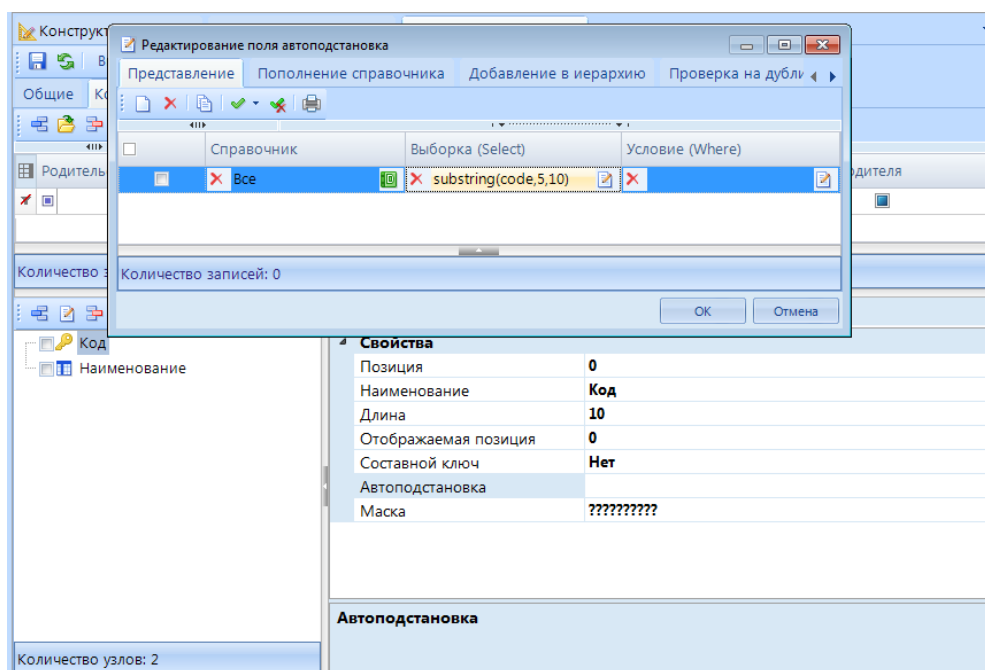 Конструкт
Редактирование поля автоподстановка
Представление Пополнение справочника Добавление в иерархию Проверка на дубли
Общие
Справочник Выборка (Select) Условие (Where)
Родитель одителя
Все substring(code,5,10)
Количество з
Количество записей: 0
OK Отмена
Код
Наименование
Свойства
Позиция 0
Наименование Код
Длина 10
Отображаемая позиция 0
Составной ключ Нет
Автоподстановка
Маска ??????????
Автоподстановка
Количество узлов: 2